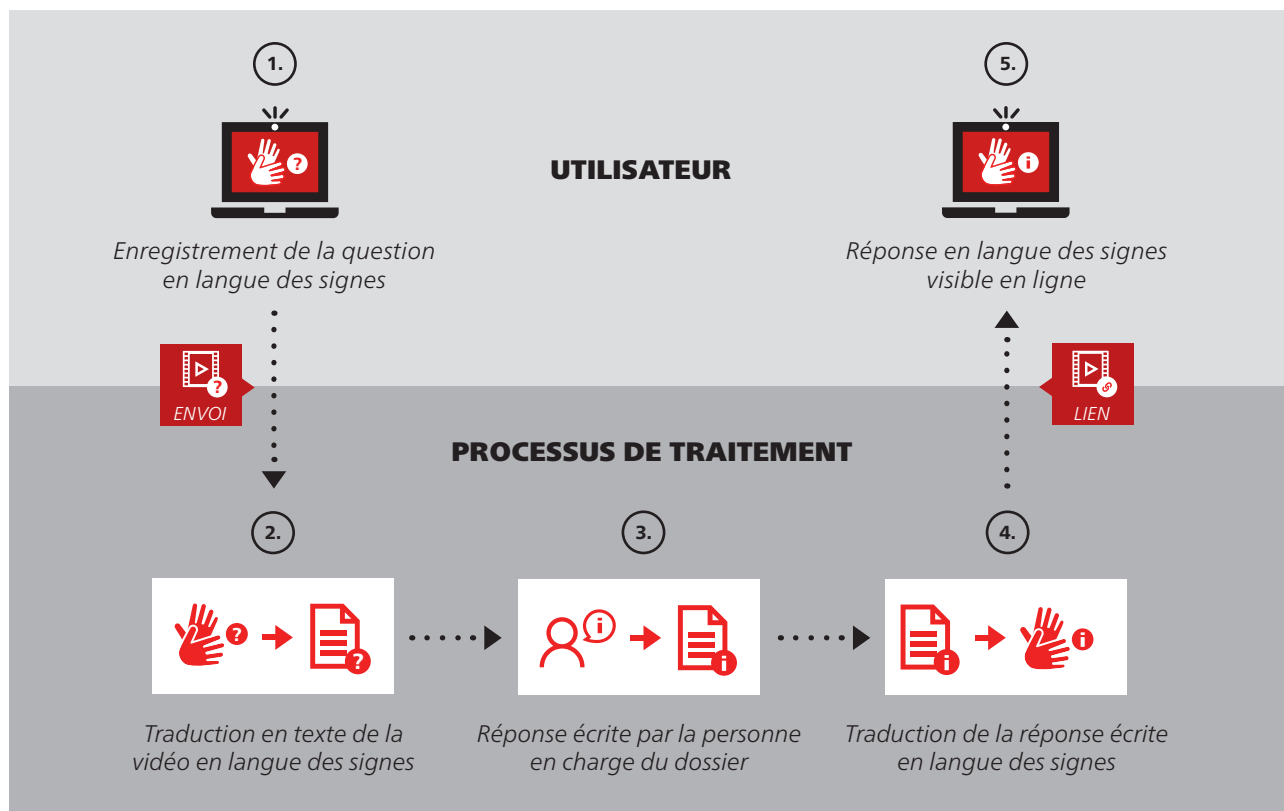 1.
5.
UTILISATEUR
Enregistrement de la question
en langue des signes
Réponse en langue des signes
visible en ligne
ENVOI
LIEN
PROCESSUS DE TRAITEMENT
2.
3.
4.
Traduction en texte de la
vidéo en langue des signes
Réponse écrite par la personne
en charge du dossier
Traduction de la réponse écrite
en langue des signes